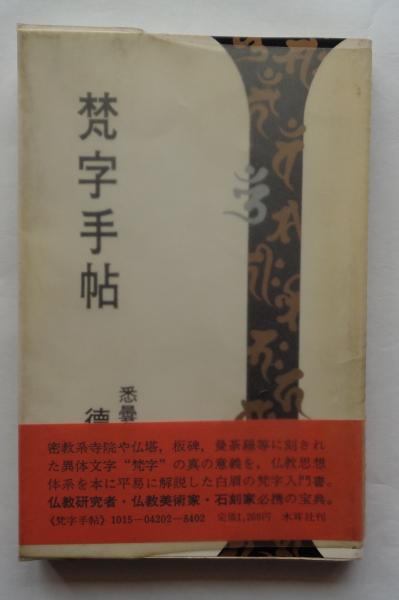 梵字手帖
悉曇
徳
密教系寺院や仏塔，板碑，曼荼羅等に刻され
た異体文字“梵字”の真の意義を，仏教思想
体系を本に平易に解説した白眉の梵字入門書。
仏教研究者・仏教美術家・石刻家必携の宝典。
《梵字手帖》1015—04202—8402 定価1,200円 木耳社刊